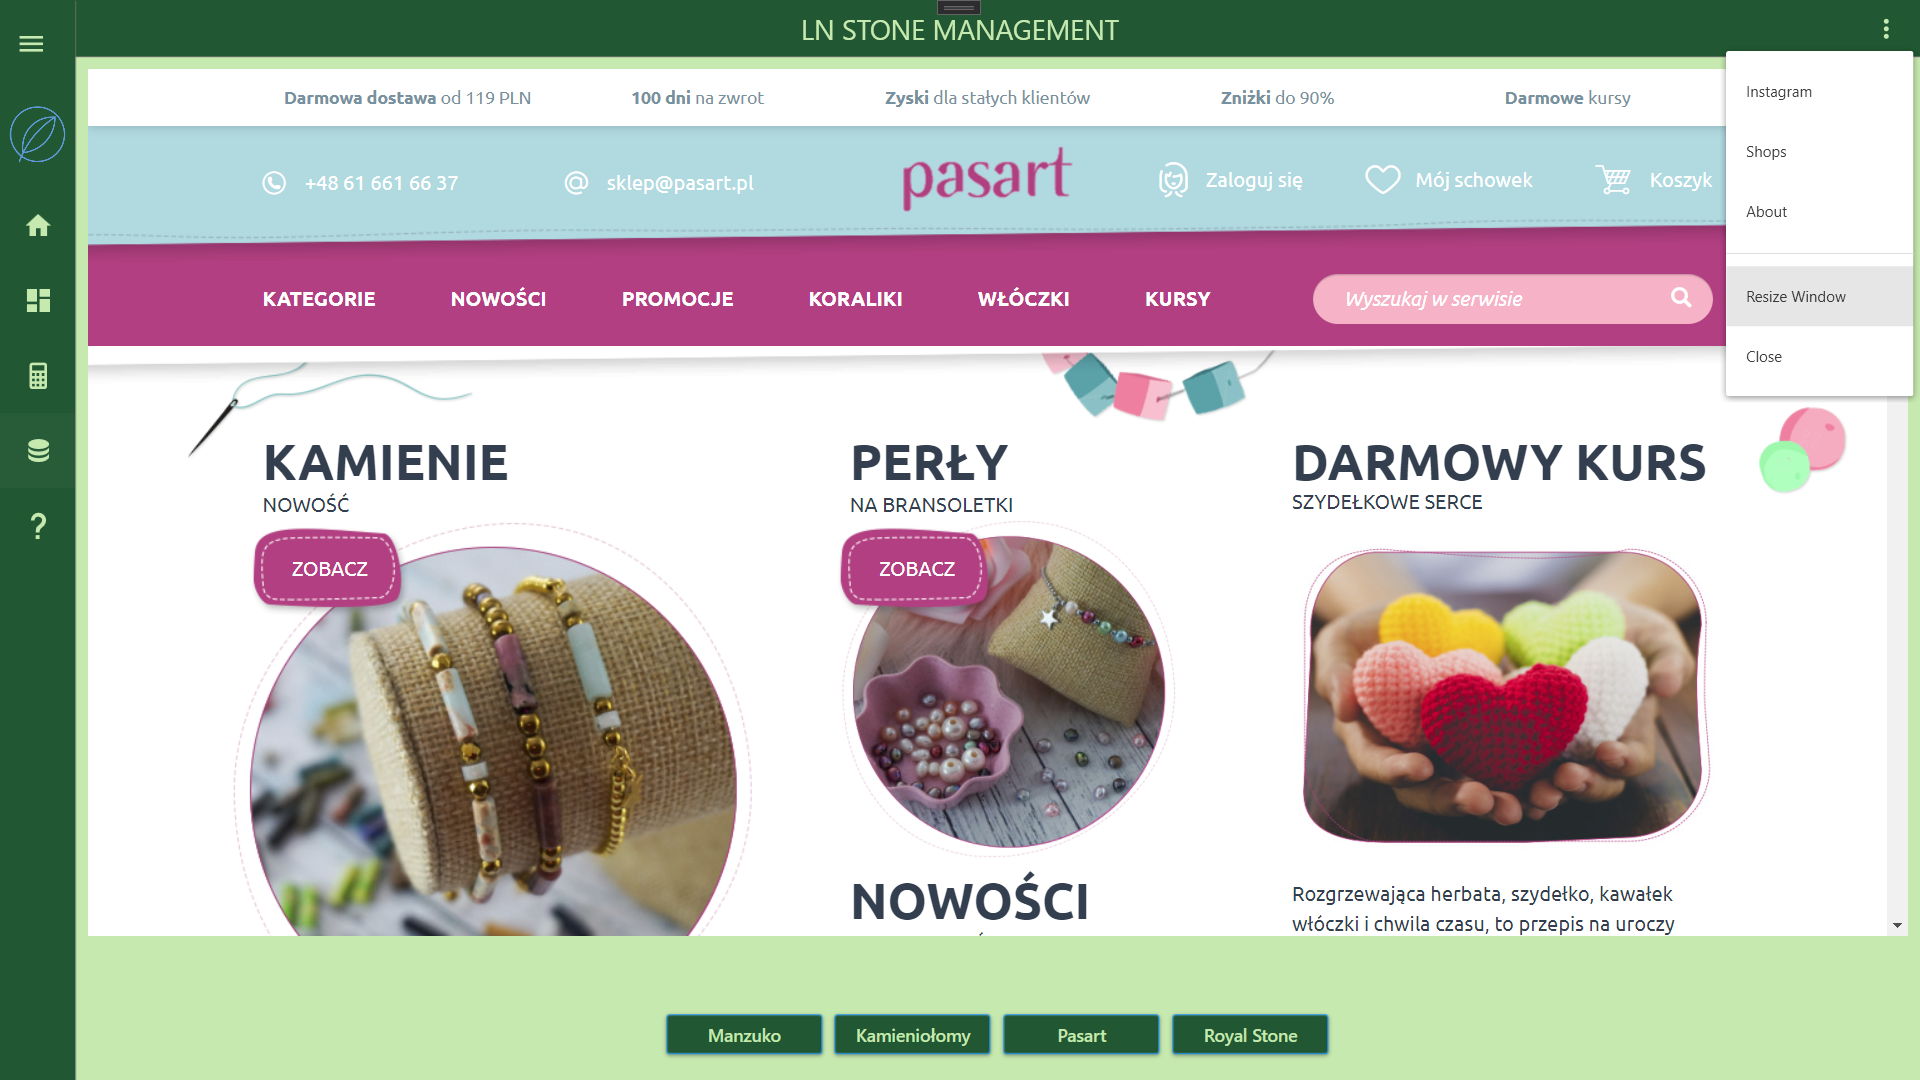 LN STONE MANAGEMENT
Darmowa dostawa od 119 PLN
100 dni na zwrot
Zyski dla stałych klientów
Zniżki do 90%
Darmowe kursy
+48 61 661 66 37
sklep@pasart.pl
pasart
Zaloguj się
Mój schowek
Koszyk
Instagram
Shops
About
Resize Window
Close
KATEGORIE
NOWOŚCI
PROMOCJE
KORALIKI
WŁÓCZKI
KURSY
Wyszukaj w serwisie
KAMIENIE
NOWOŚĆ
ZOBACZ
PERŁY
NA BRANSOLETKI
ZOBACZ
DARMOWY KURS
SZYDEŁKOWE SERCE
NOWOŚCI
Rozgrzewająca herbata, szydełko, kawałek
włóczki i chwila czasu, to przepis na uroczy
Manzuko
Kamieniołomy
Pasart
Royal Stone